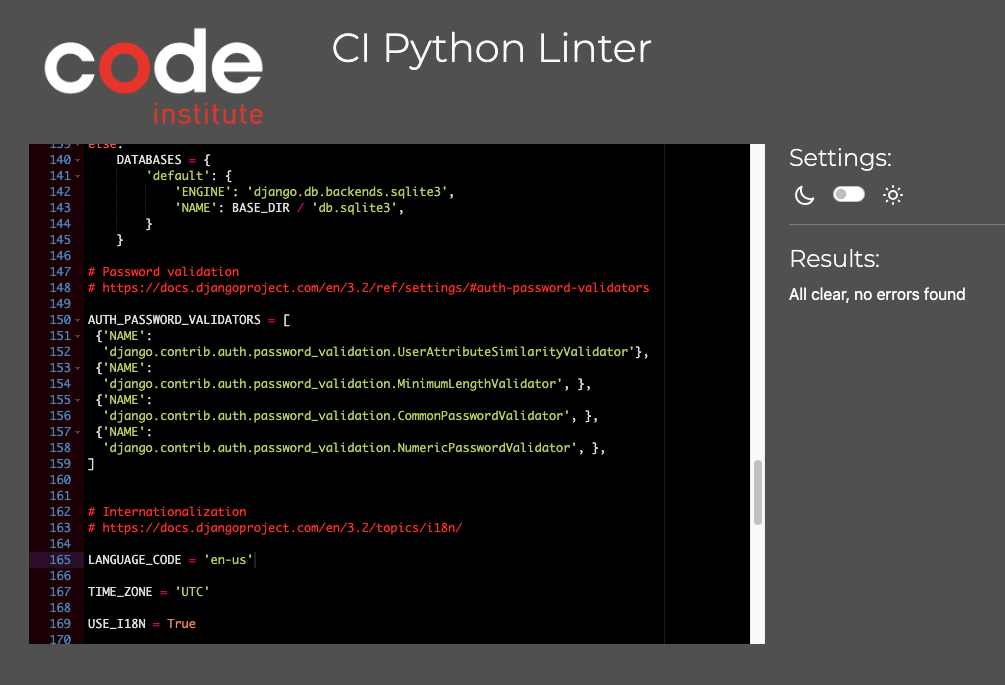 code
institute
CI Python Linter
139 else:
140 DATABASES = {
141 'default': {
142 'ENGINE': 'django.db.backends.sqlite3',
143 'NAME': BASE_DIR / 'db.sqlite3',
144 }
145 }
146
147 # Password validation
148 # https://docs.djangoproject.com/en/3.2/ref/settings/#auth-password-validators
149
150 AUTH_PASSWORD_VALIDATORS = [
151 {'NAME':
152 'django.contrib.auth.password_validation.UserAttributeSimilarityValidator'},
153 {'NAME':
154 'django.contrib.auth.password_validation.MinimumLengthValidator', },
155 {'NAME':
156 'django.contrib.auth.password_validation.CommonPasswordValidator', },
157 {'NAME':
158 'django.contrib.auth.password_validation.NumericPasswordValidator', },
159 ]
160
161
162 # Internationalization
163 # https://docs.djangoproject.com/en/3.2/topics/i18n/
164
165 LANGUAGE_CODE = 'en-us'
166
167 TIME_ZONE = 'UTC'
168
169 USE_I18N = True
170
Settings:
Results:
All clear, no errors found